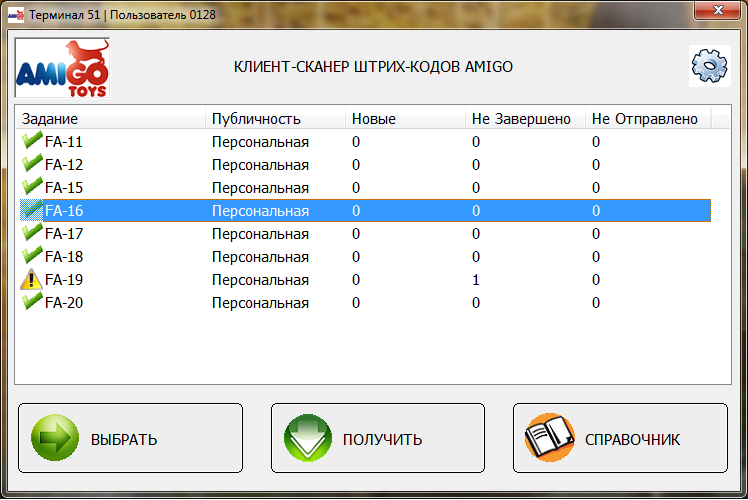 Терминал 51 | Пользователь 0128
AMIGO
TOYS
КЛИЕНТ-СКАНЕР ШТРИХ-КОДОВ AMIGO
Задание Публичность Новые Не Завершено Не Отправлено
FA-11 Персональная 0 0 0
FA-12 Персональная 0 0 0
FA-15 Персональная 0 0 0
FA-16 Персональная 0 0 0
FA-17 Персональная 0 0 0
FA-18 Персональная 0 0 0
FA-19 Персональная 0 1 0
FA-20 Персональная 0 0 0
ВЫБРАТЬ ПОЛУЧИТЬ СПРАВОЧНИК